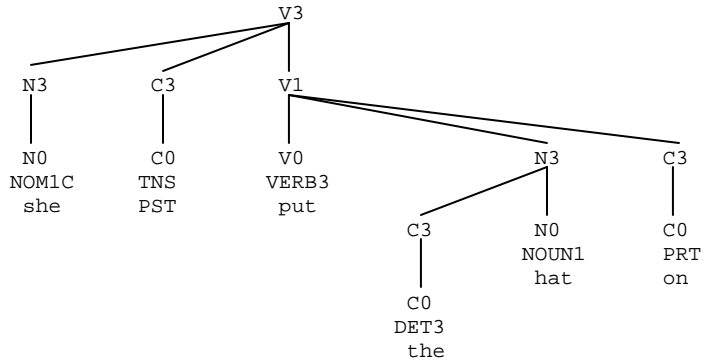 V3
N3 C3 V1
N0 C0 V0 N3 C3
NOM1C TNS VERB3
she PST put
C3 N0 C0
NOUN1 PRT
hat on
C0
DET3
the